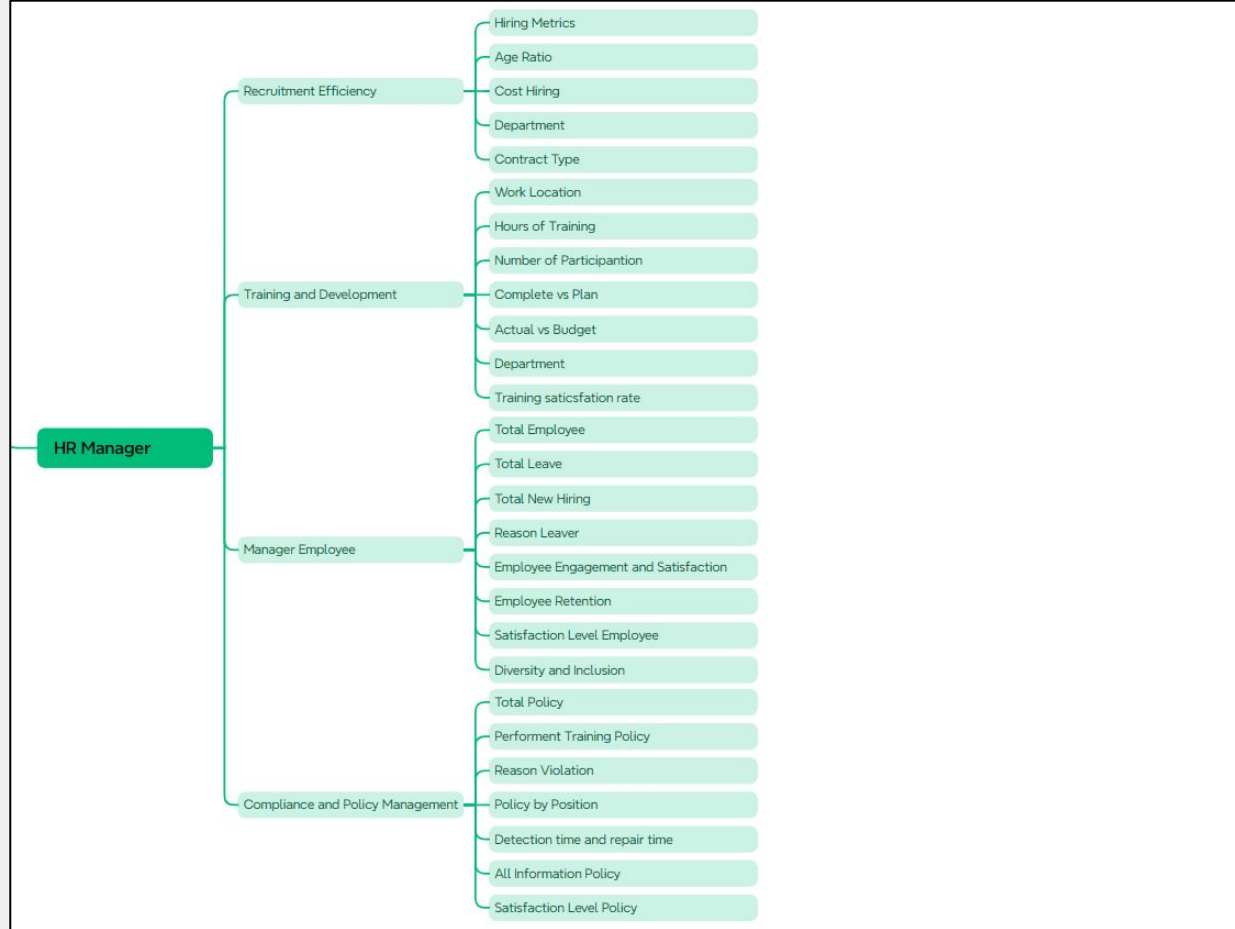 HR Manager
Recruitment Efficiency
Hiring Metrics
Age Ratio
Cost Hiring
Department
Contract Type
Training and Development
Work Location
Hours of Training
Number of Participantion
Complete vs Plan
Actual vs Budget
Department
Training saticsfation rate
Manager Employee
Total Employee
Total Leave
Total New Hiring
Reason Leaver
Employee Engagement and Satisfaction
Employee Retention
Satisfaction Level Employee
Diversity and Inclusion
Compliance and Policy Management
Total Policy
Performent Training Policy
Reason Violation
Policy by Position
Detection time and repair time
All Information Policy
Satisfaction Level Policy